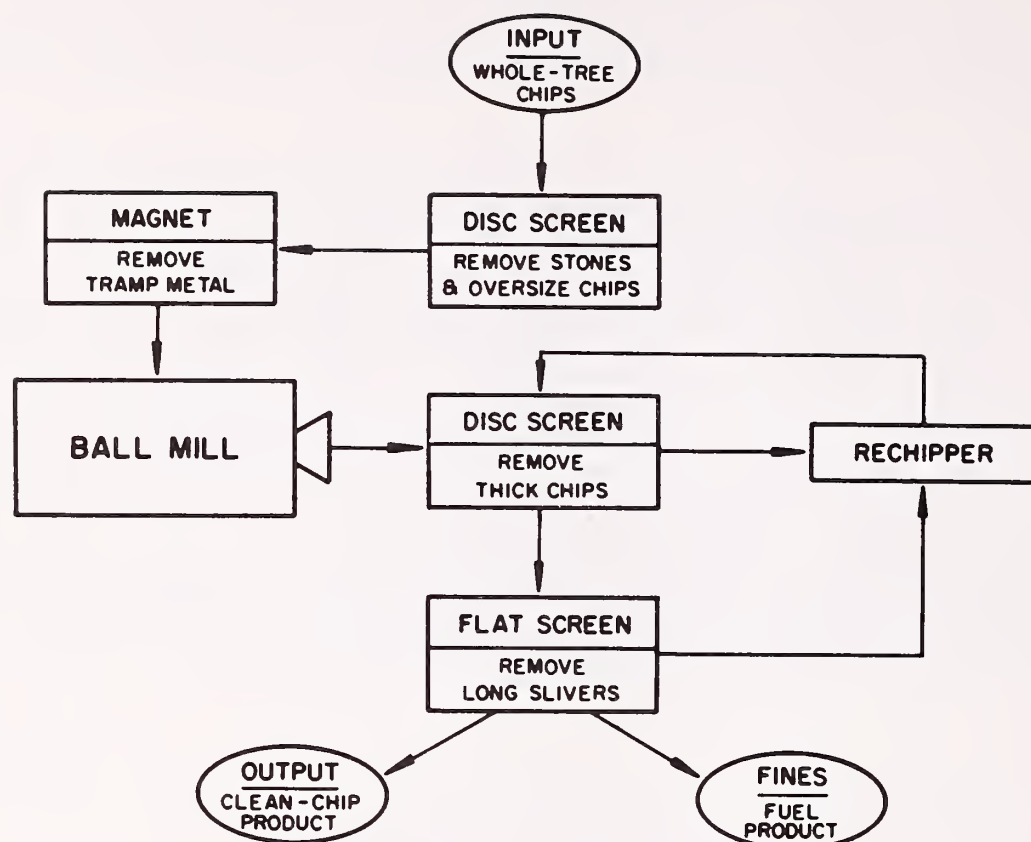 INPUT
WHOLE-TREE
CHIPS
DISC SCREEN
REMOVE STONES
& OVERSIZE CHIPS
MAGNET
REMOVE
TRAMP METAL
BALL MILL
DISC SCREEN
REMOVE
THICK CHIPS
RECHIPPER
FLAT SCREEN
REMOVE
LONG SLIVERS
OUTPUT
CLEAN-CHIP
PRODUCT
FINES
FUEL
PRODUCT